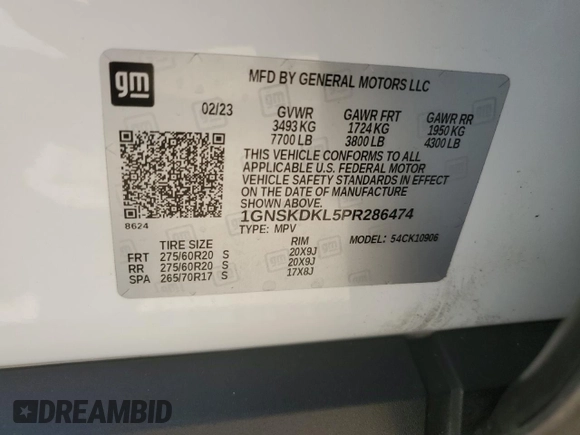 gm
MFD BY GENERAL MOTORS LLC
02/23 GVWR GAWR FRT GAWR RR
3493 KG 1724 KG 1950 KG
7700 LB 3800 LB 4300 LB
THIS VEHICLE CONFORMS TO ALL
APPLICABLE U.S. FEDERAL MOTOR
VEHICLE SAFETY STANDARDS IN EFFECT
ON THE DATE OF MANUFACTURE
SHOWN ABOVE.
1GNSKDKL5PR286474
8624
TYPE: MPV MODEL: 54CK10906
TIRE SIZE RIM
FRT 275/60R20 S 20X9J
RR 275/60R20 S 20X9J
SPA 265/70R17 S 17X8J
DREAMBID